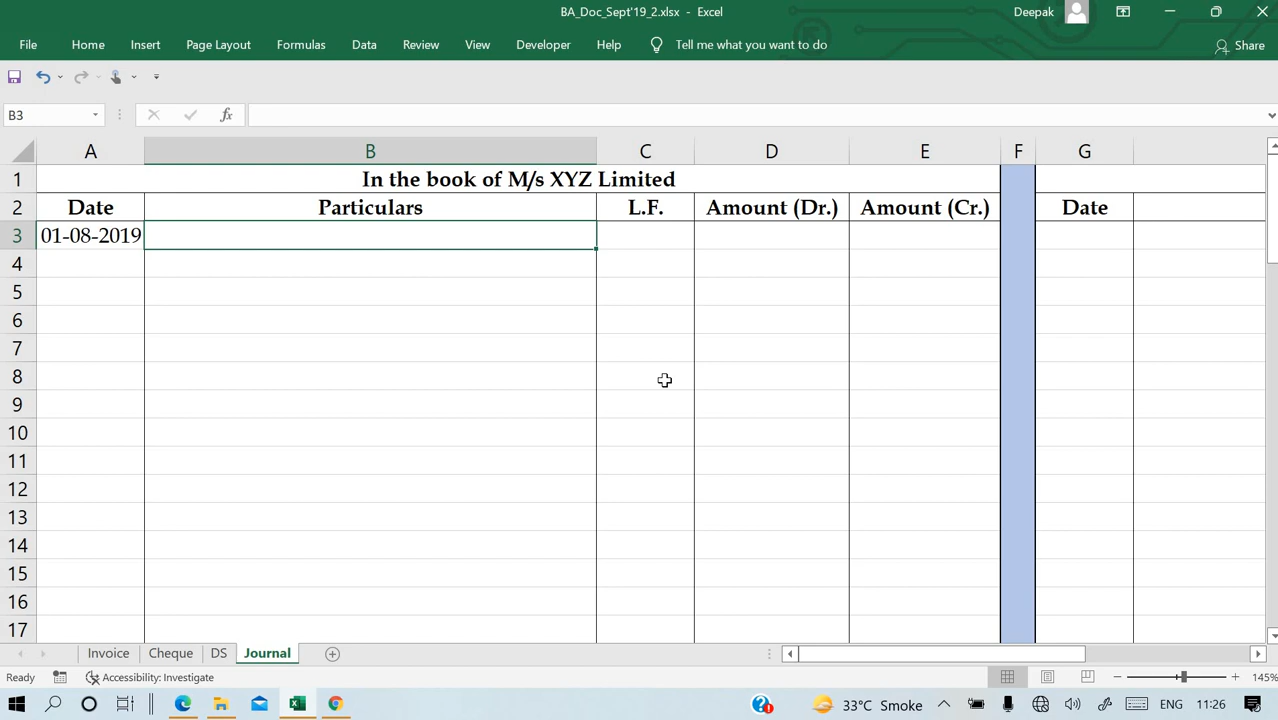 BA_Doc_Sept'19_2.xlsx - Excel
Deepak
File Home Insert Page Layout Formulas Data Review View Developer Help Tell me what you want to do Share
B3 fx
A B C D E F G
1 In the book of M/s XYZ Limited
2 Date Particulars L.F. Amount (Dr.) Amount (Cr.) Date
3 01-08-2019
4
5
6
7
8
9
10
11
12
13
14
15
16
17
Invoice Cheque DS Journal
Ready Accessibility: Investigate 145%
33°C Smoke ENG 11:26